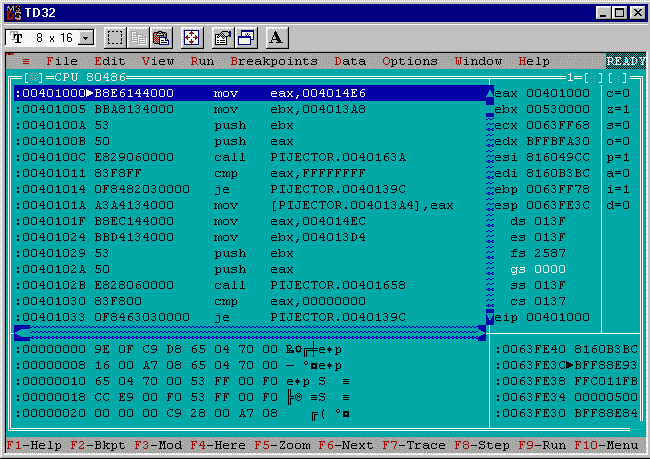 TD32
8 x 16
≡ File Edit View Run Breakpoints Data Options Window Help READY
CPU 80486 1
:00401000 B8E6144000 mov eax,004014E6 eax 00401000 c=0
:00401005 BBA8134000 mov ebx,004013A8 ebx 00530000 z=1
:0040100A 53 push ebx ecx 0063FF68 s=0
:0040100B 50 push eax edx BFFBFA30 o=0
:0040100C E829060000 call PIJECTOR.0040163A esi 816049CC p=1
:00401011 83F8FF cmp eax,FFFFFFFF edi 8160B3BC a=0
:00401014 0F8482030000 je PIJECTOR.0040139C ebp 0063FF78 i=1
:0040101A A3A4134000 mov [PIJECTOR.004013A4],eax esp 0063FE3C d=0
:0040101F B8EC144000 mov eax,004014EC ds 013F
:00401024 BBD4134000 mov ebx,004013D4 es 013F
:00401029 53 push ebx fs 2587
:0040102A 50 push eax gs 0000
:0040102B E828060000 call PIJECTOR.00401658 ss 013F
:00401030 83F800 cmp eax,00000000 cs 0137
:00401033 0F8463030000 je PIJECTOR.0040139C eip 00401000
:00000000 9E 0F C9 D8 65 04 70 00 ₧☼╔╪e♦p :0063FE40 8160B3BC
:00000008 16 00 A7 08 65 04 70 00 ▬ º◘e♦p :0063FE3C BFF88E93
:00000010 65 04 70 00 53 FF 00 F0 e♦p S ≡ :0063FE38 FFC011FB
:00000018 CC E9 00 F0 53 FF 00 F0 ╠Θ ≡S ≡ :0063FE34 00000500
:00000020 00 00 00 C9 28 00 A7 08 ╔( º◘ :0063FE30 BFF88E84
F1-Help F2-Bkpt F3-Mod F4-Here F5-Zoom F6-Next F7-Trace F8-Step F9-Run F10-Menu